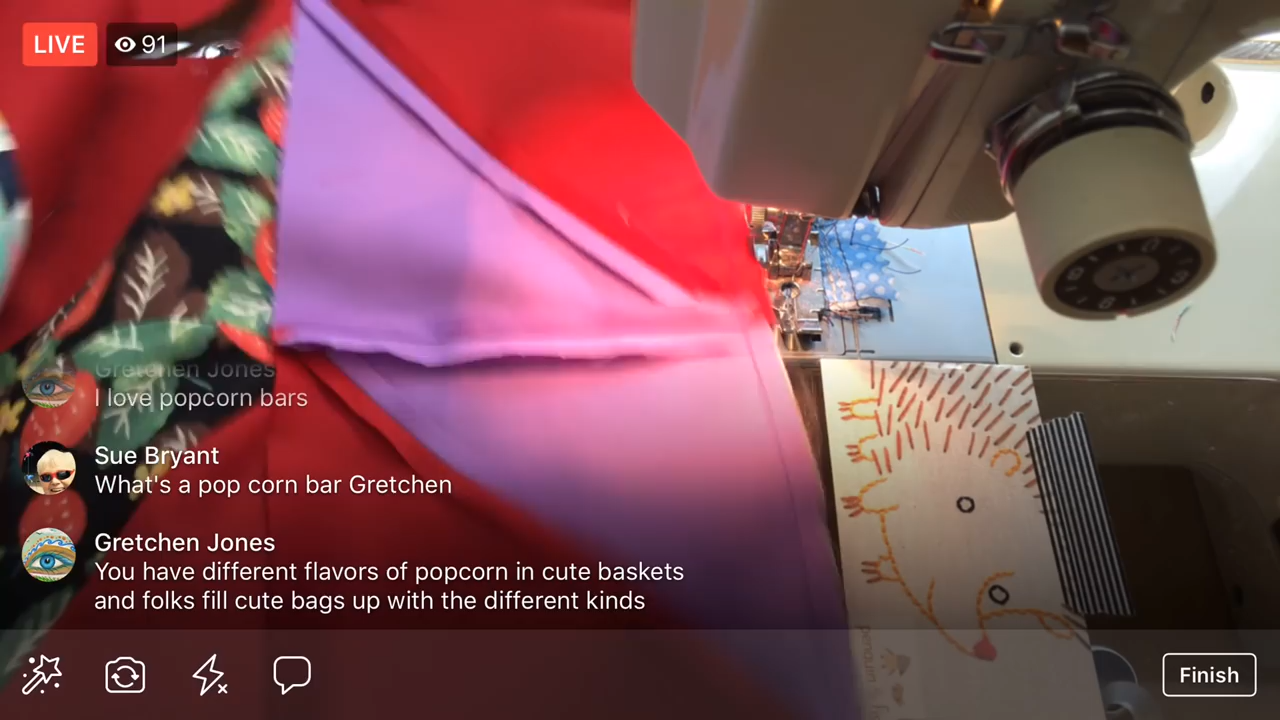 LIVE
91
Gretchen Jones
I love popcorn bars
Sue Bryant
What's a pop corn bar Gretchen
Gretchen Jones
You have different flavors of popcorn in cute baskets
and folks fill cute bags up with the different kinds
Finish